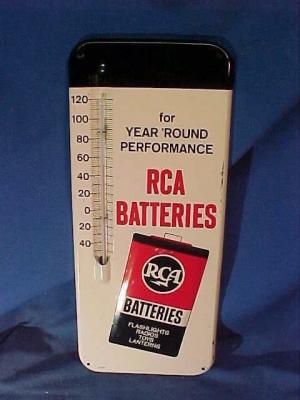 for
YEAR 'ROUND
PERFORMANCE
RCA
BATTERIES
120
100
80
60
40
20
0
20
40
RCA
BATTERIES
FLASHLIGHTS
RADIOS
TOYS
LANTERNS